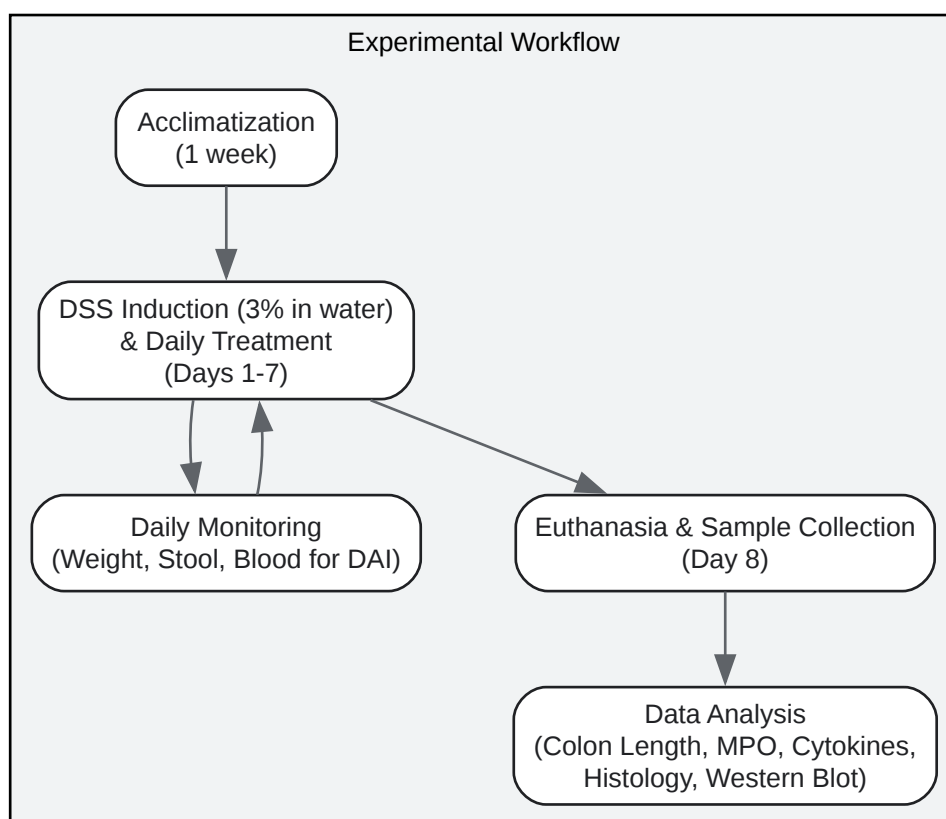 Experimental Workflow
Acclimatization
(1 week)
DSS Induction (3% in water)
& Daily Treatment
(Days 1-7)
Daily Monitoring
(Weight, Stool, Blood for DAI)
Euthanasia & Sample Collection
(Day 8)
Data Analysis
(Colon Length, MPO, Cytokines,
Histology, Western Blot)